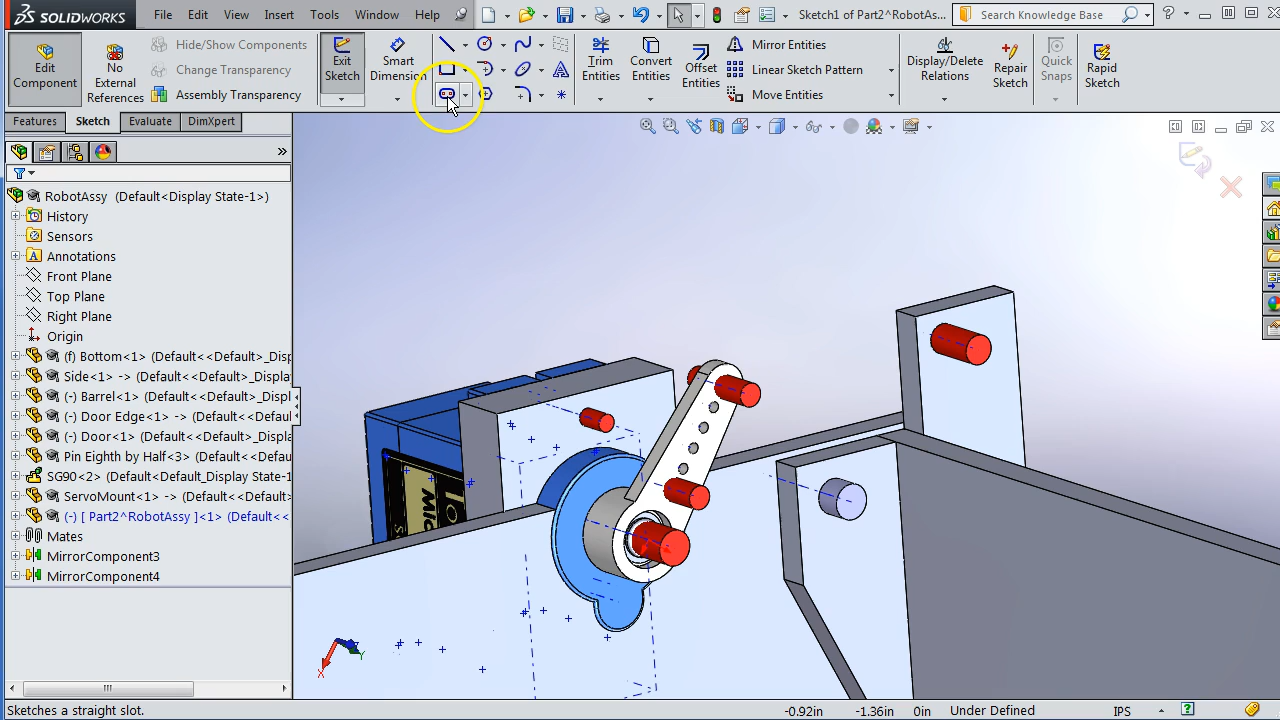 SOLIDWORKS File Edit View Insert Tools Window Help Sketch1 of Part2^RobotAs... Search Knowledge Base
Edit Component
No External References
Hide/Show Components
Change Transparency
Assembly Transparency
Exit Sketch
Smart Dimension
Trim Entities
Convert Entities
Offset Entities
Mirror Entities
Linear Sketch Pattern
Move Entities
Display/Delete Relations
Repair Sketch
Quick Snaps
Rapid Sketch
Features Sketch Evaluate DimXpert
RobotAssy (Default<Display State-1>)
History
Sensors
Annotations
Front Plane
Top Plane
Right Plane
Origin
(f) Bottom<1> (Default<<Default>_Disp
Side<1> -> (Default<<Default>_Display
(-) Barrel<1> (Default<<Default>_Disp
(-) Door Edge<1> -> (Default<<Default
(-) Door<1> (Default<<Default>_Displa
(-) Pin Eighth by Half<3> (Default<<De
SG90<2> (Default<Default_Display Stat
(-) ServoMount<1> -> (Default<<Defau
(-) [ Part2^RobotAssy ]<1> (Default<<
Mates
MirrorComponent3
MirrorComponent4
X
Y
Sketches a straight slot. -0.92in -1.36in 0in Under Defined IPS